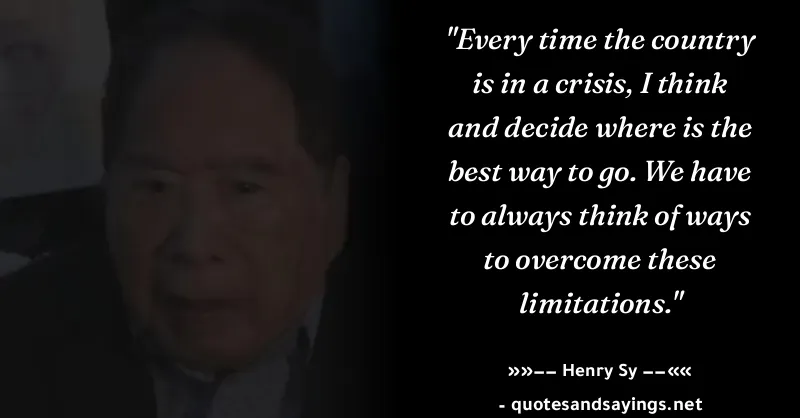 "Every time the country
is in a crisis, I think
and decide where is the
best way to go. We have
to always think of ways
to overcome these
limitations."
»»−− Henry Sy −−««
- quotesandsayings.net